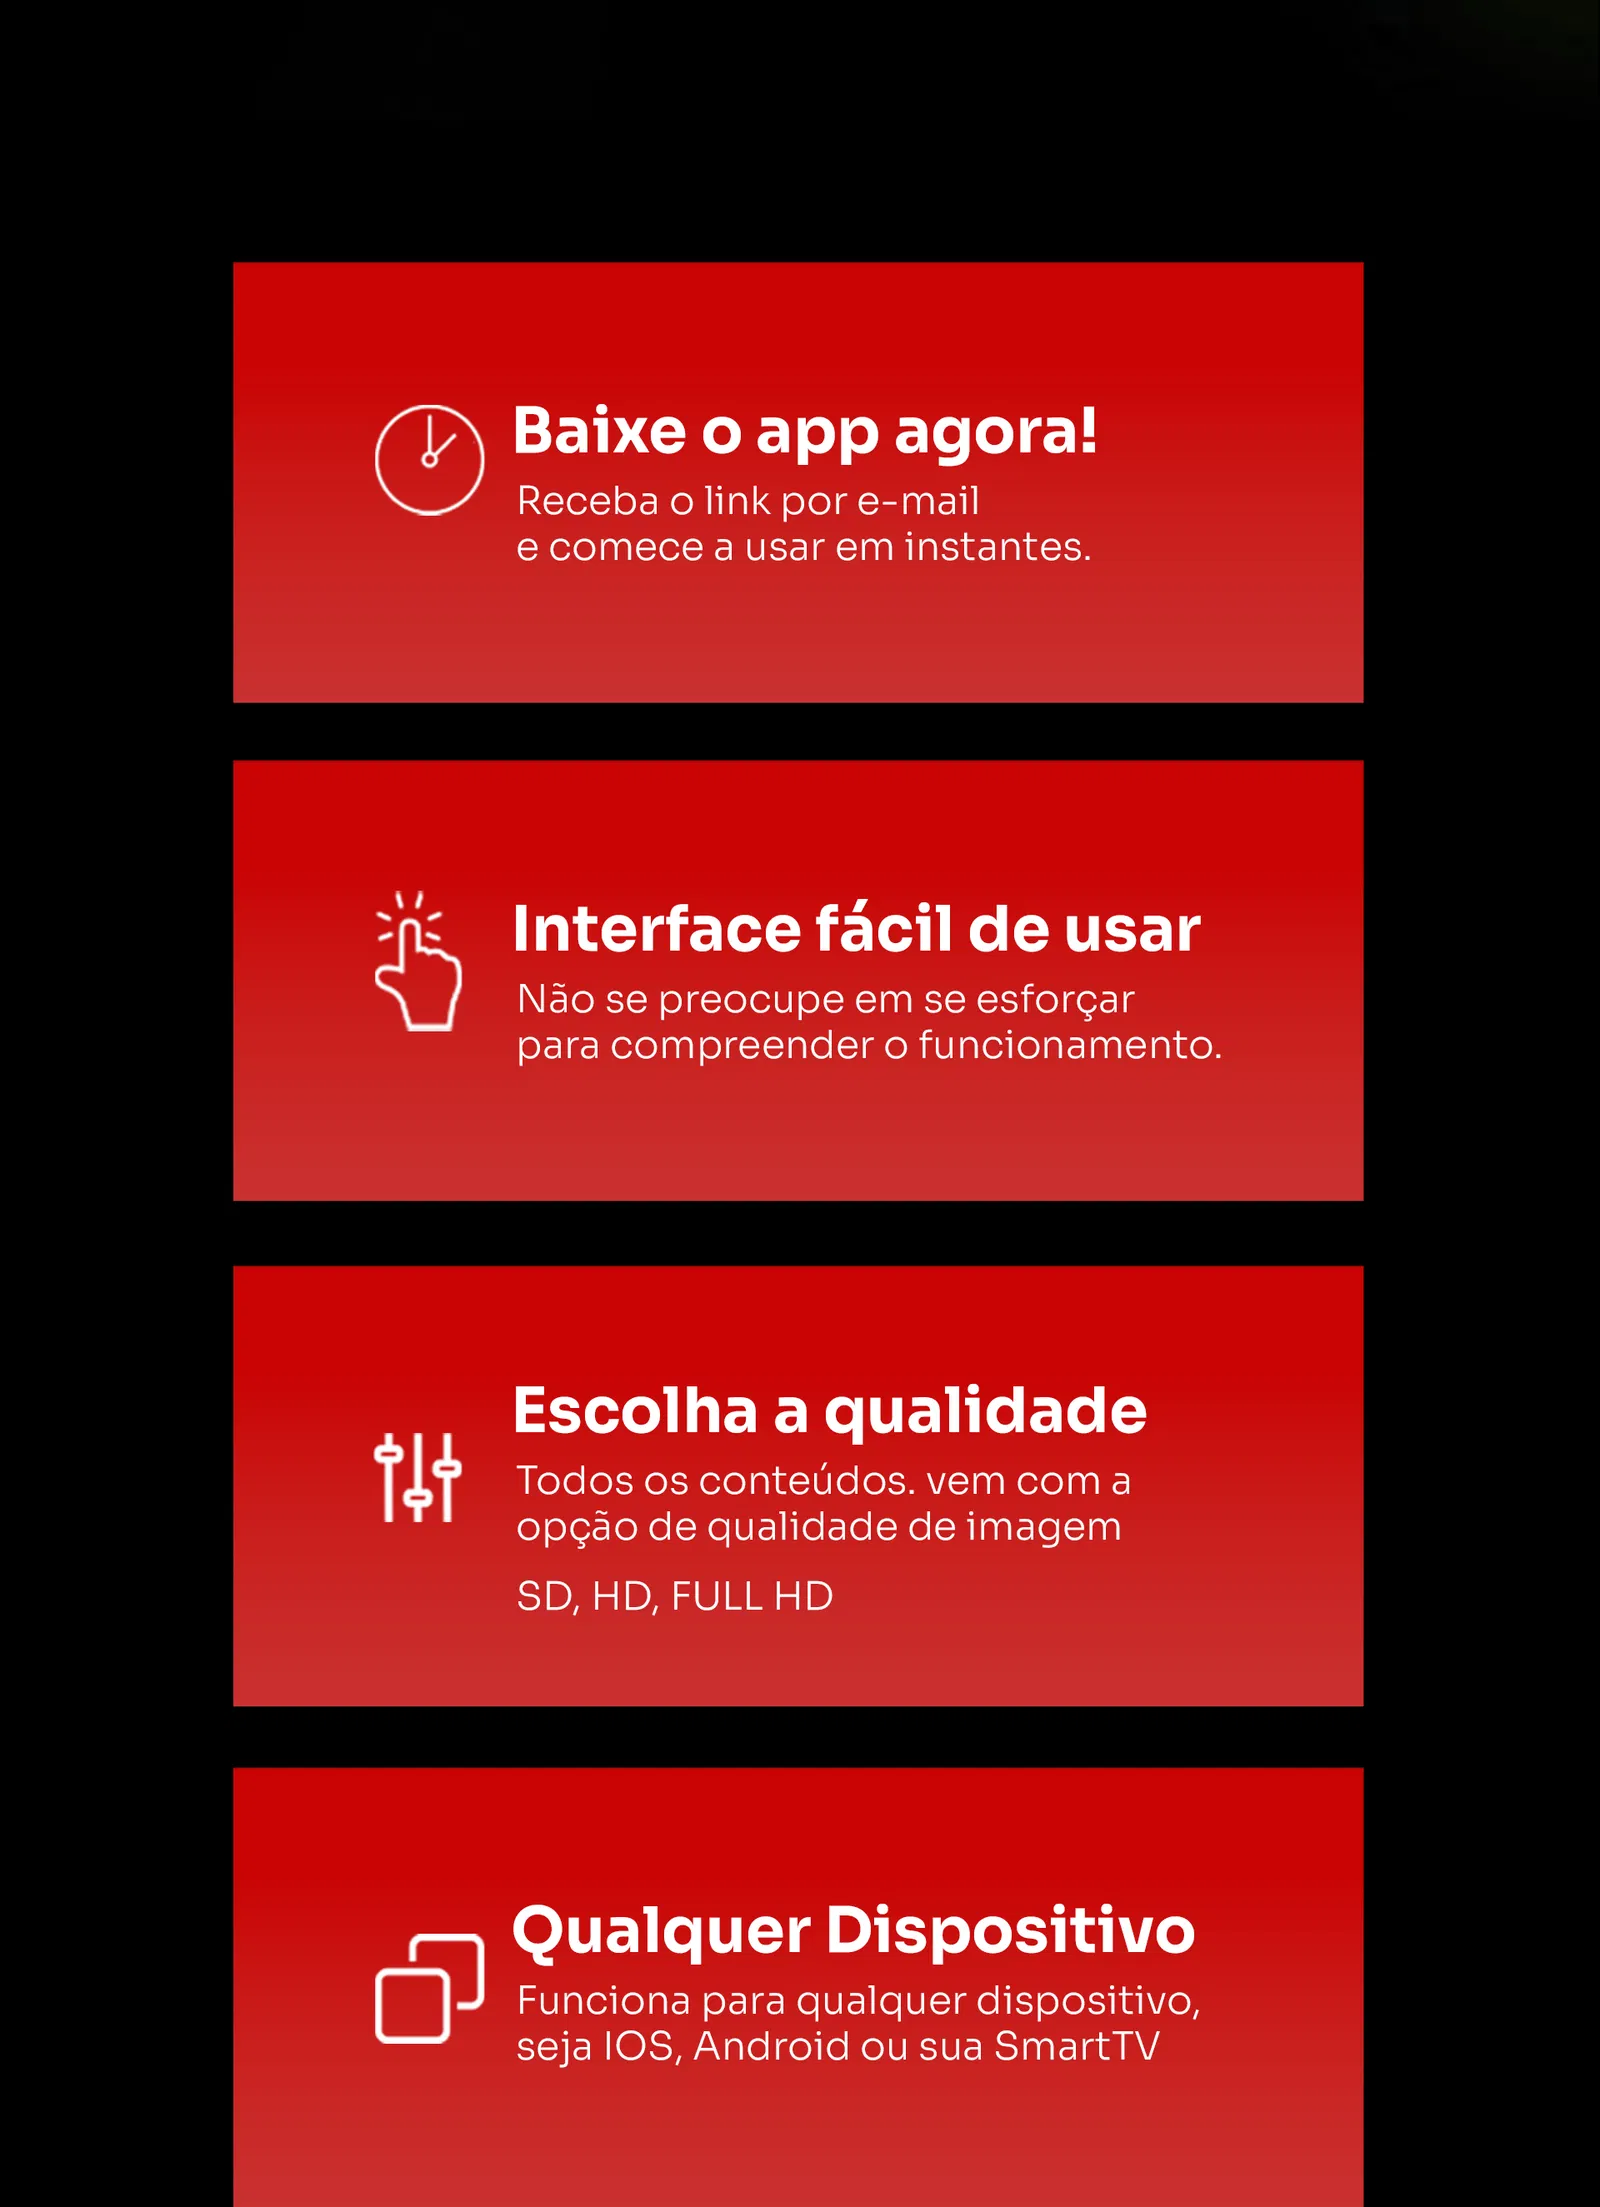 Baixe o app agora!
Receba o link por e-mail
e comece a usar em instantes.
Interface fácil de usar
Não se preocupe em se esforçar
para compreender o funcionamento.
Escolha a qualidade
Todos os conteúdos. vem com a
opção de qualidade de imagem
SD, HD, FULL HD
Qualquer Dispositivo
Funciona para qualquer dispositivo,
seja IOS, Android ou sua SmartTV